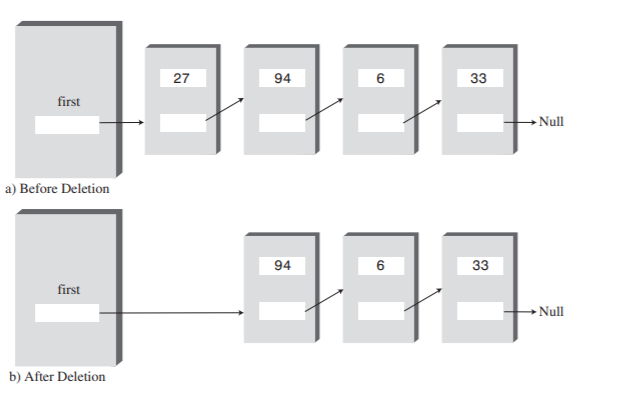 first
27
94
6
33
Null
a) Before Deletion
first
94
6
33
Null
b) After Deletion